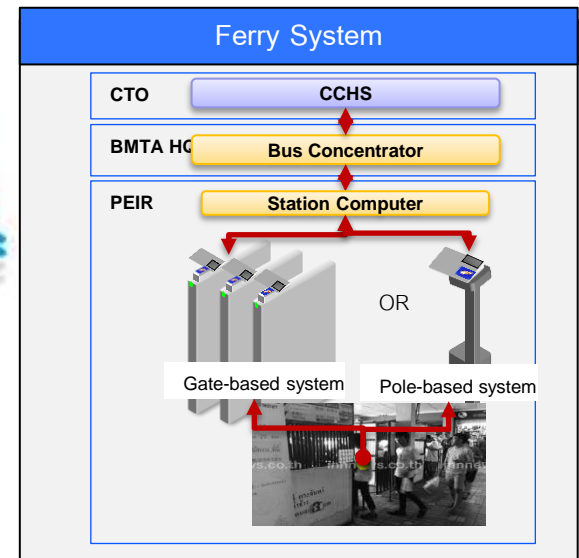 Ferry System
CTO
CCHS
BMTA HQ
Bus Concentrator
PEIR
Station Computer
OR
Gate-based system
Pole-based system